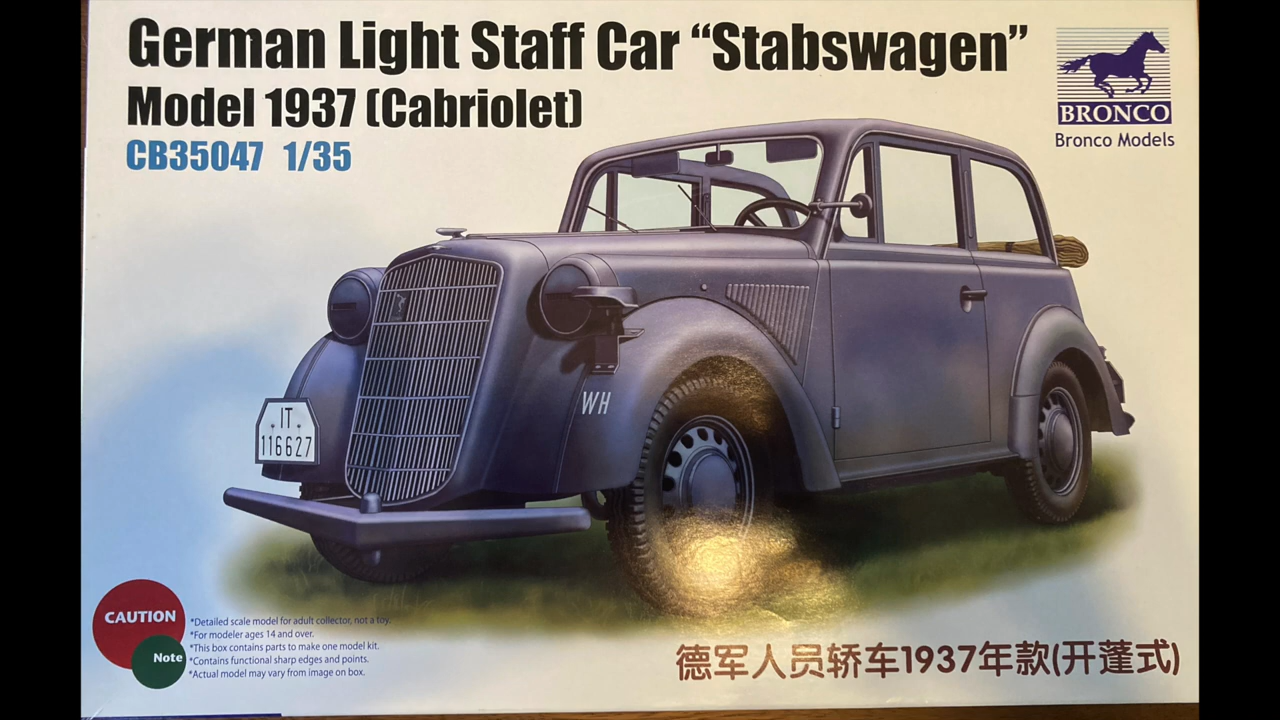 German Light Staff Car “Stabswagen”
Model 1937 (Cabriolet)
CB35047 1/35
BRONCO
Bronco Models
WH
IT
116627
CAUTION
Note
*Detailed scale model for adult collector, not a toy.
*For modeler ages 14 and over.
*This box contains parts to make one model kit.
*Contains functional sharp edges and points.
*Actual model may vary from image on box.
德军人员轿车1937年款(开蓬式)